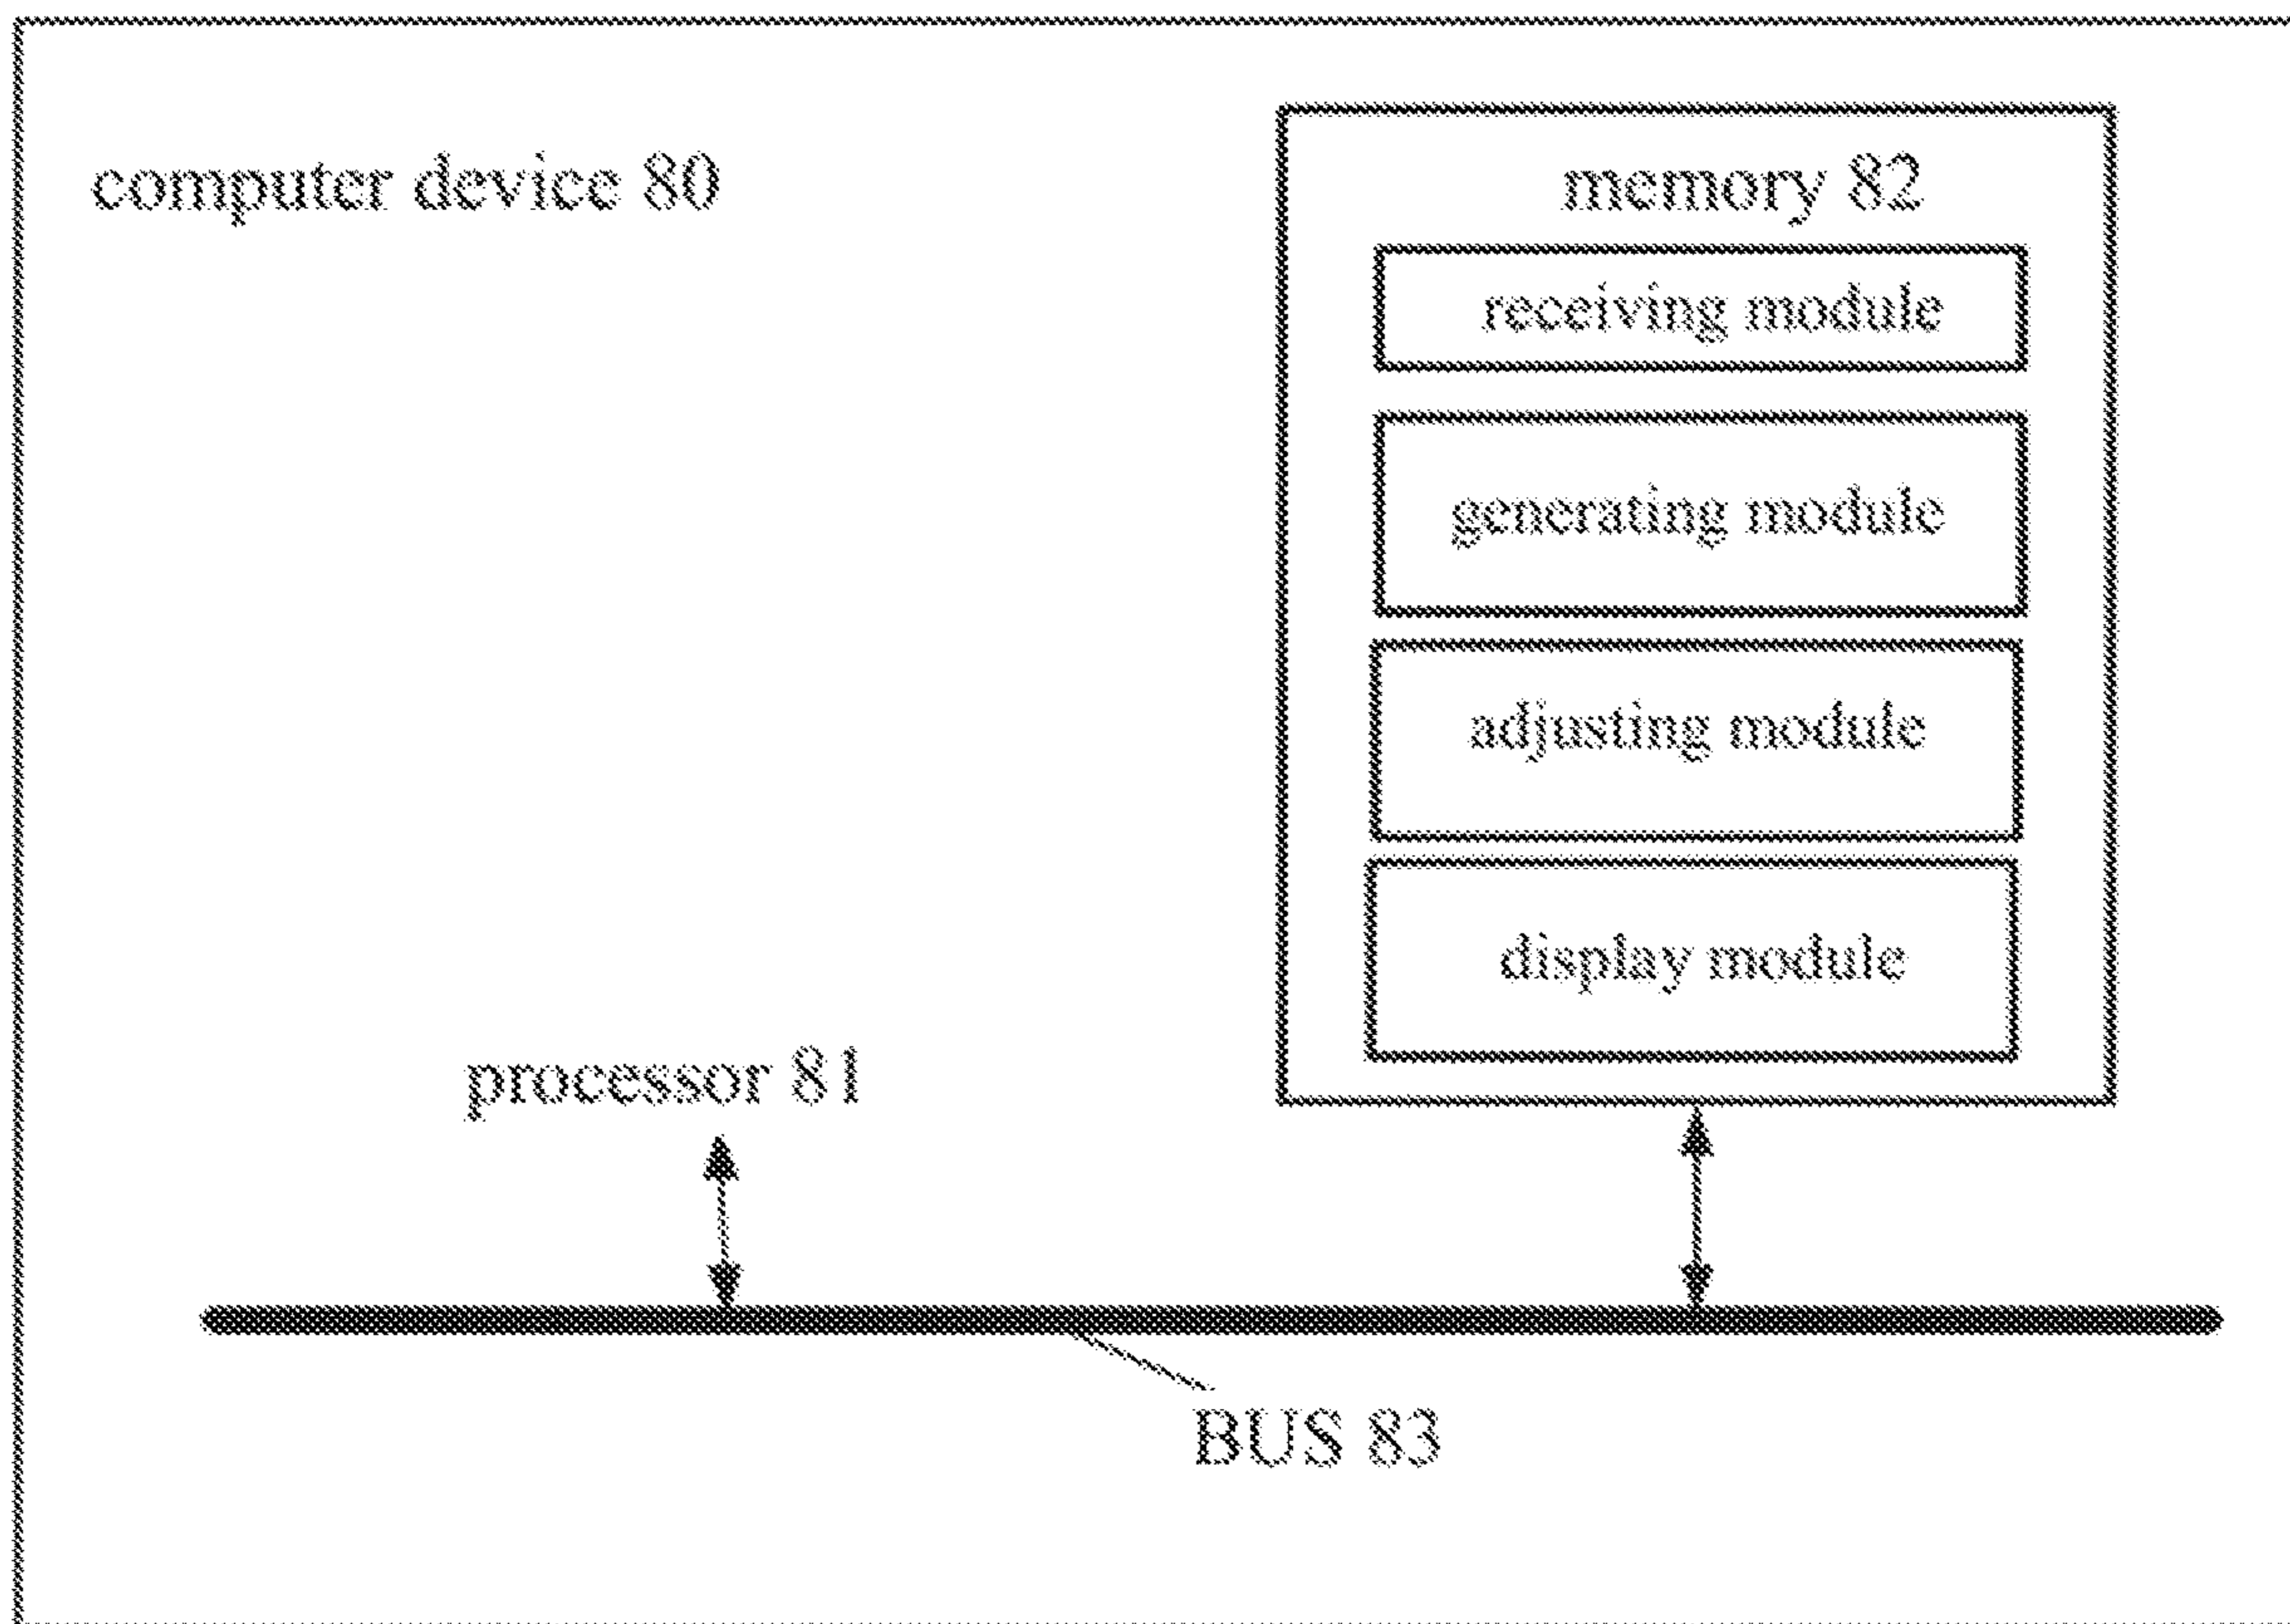 computer device 80
memory 82
receiving module
generating module
adjusting module
display module
processor 81
BUS 83